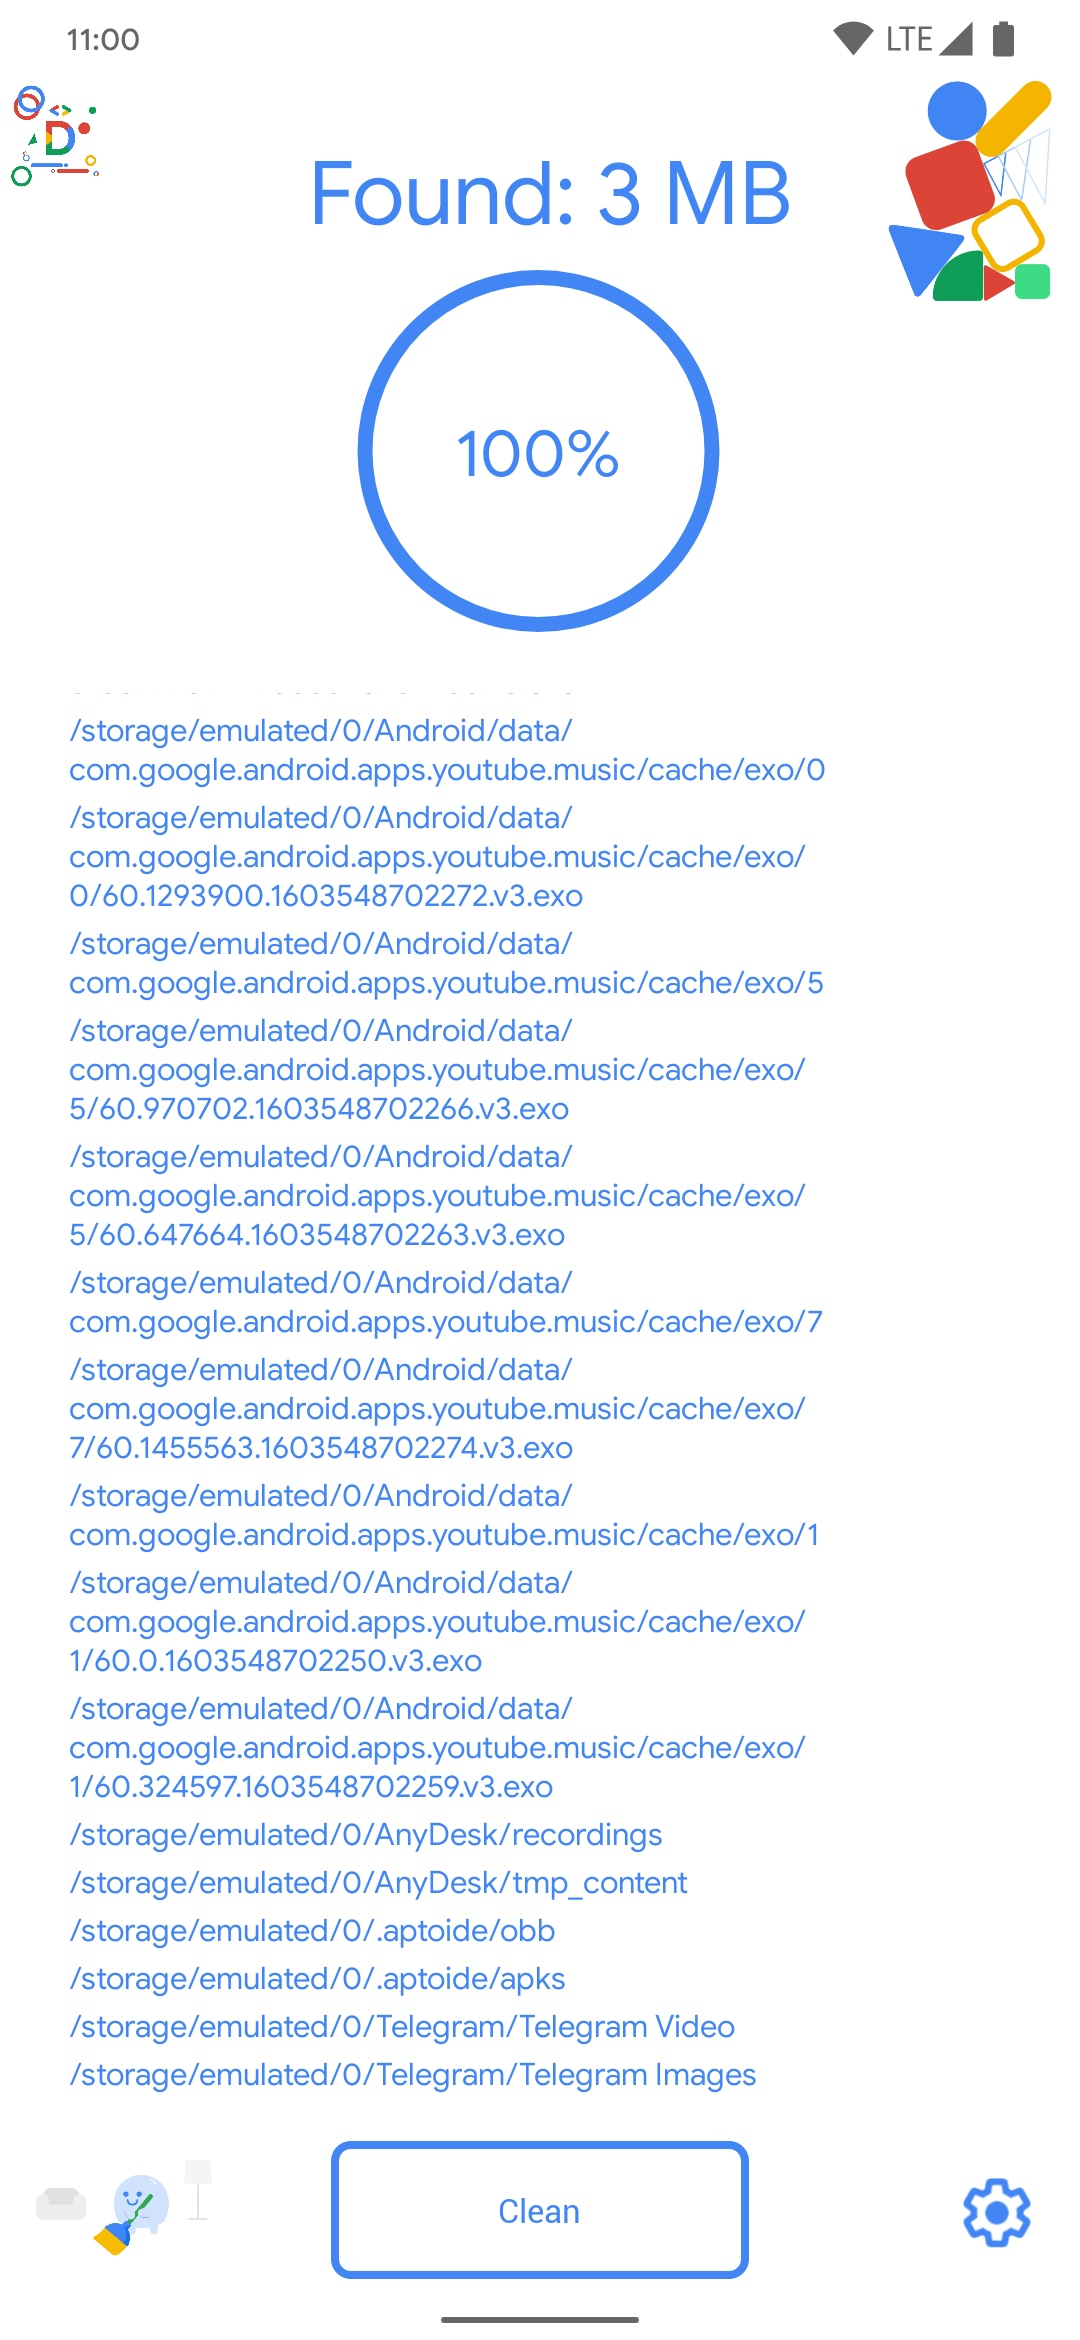 11:00
LTE
D
Found: 3 MB
100%
/storage/emulated/0/Android/data/
com.google.android.apps.youtube.music/cache/exo/0
/storage/emulated/0/Android/data/
com.google.android.apps.youtube.music/cache/exo/
0/60.1293900.1603548702272.v3.exo
/storage/emulated/0/Android/data/
com.google.android.apps.youtube.music/cache/exo/5
/storage/emulated/0/Android/data/
com.google.android.apps.youtube.music/cache/exo/
5/60.970702.1603548702266.v3.exo
/storage/emulated/0/Android/data/
com.google.android.apps.youtube.music/cache/exo/
5/60.647664.1603548702263.v3.exo
/storage/emulated/0/Android/data/
com.google.android.apps.youtube.music/cache/exo/7
/storage/emulated/0/Android/data/
com.google.android.apps.youtube.music/cache/exo/
7/60.1455563.1603548702274.v3.exo
/storage/emulated/0/Android/data/
com.google.android.apps.youtube.music/cache/exo/1
/storage/emulated/0/Android/data/
com.google.android.apps.youtube.music/cache/exo/
1/60.0.1603548702250.v3.exo
/storage/emulated/0/Android/data/
com.google.android.apps.youtube.music/cache/exo/
1/60.324597.1603548702259.v3.exo
/storage/emulated/0/AnyDesk/recordings
/storage/emulated/0/AnyDesk/tmp_content
/storage/emulated/0/.aptoide/obb
/storage/emulated/0/.aptoide/apks
/storage/emulated/0/Telegram/Telegram Video
/storage/emulated/0/Telegram/Telegram Images
Clean